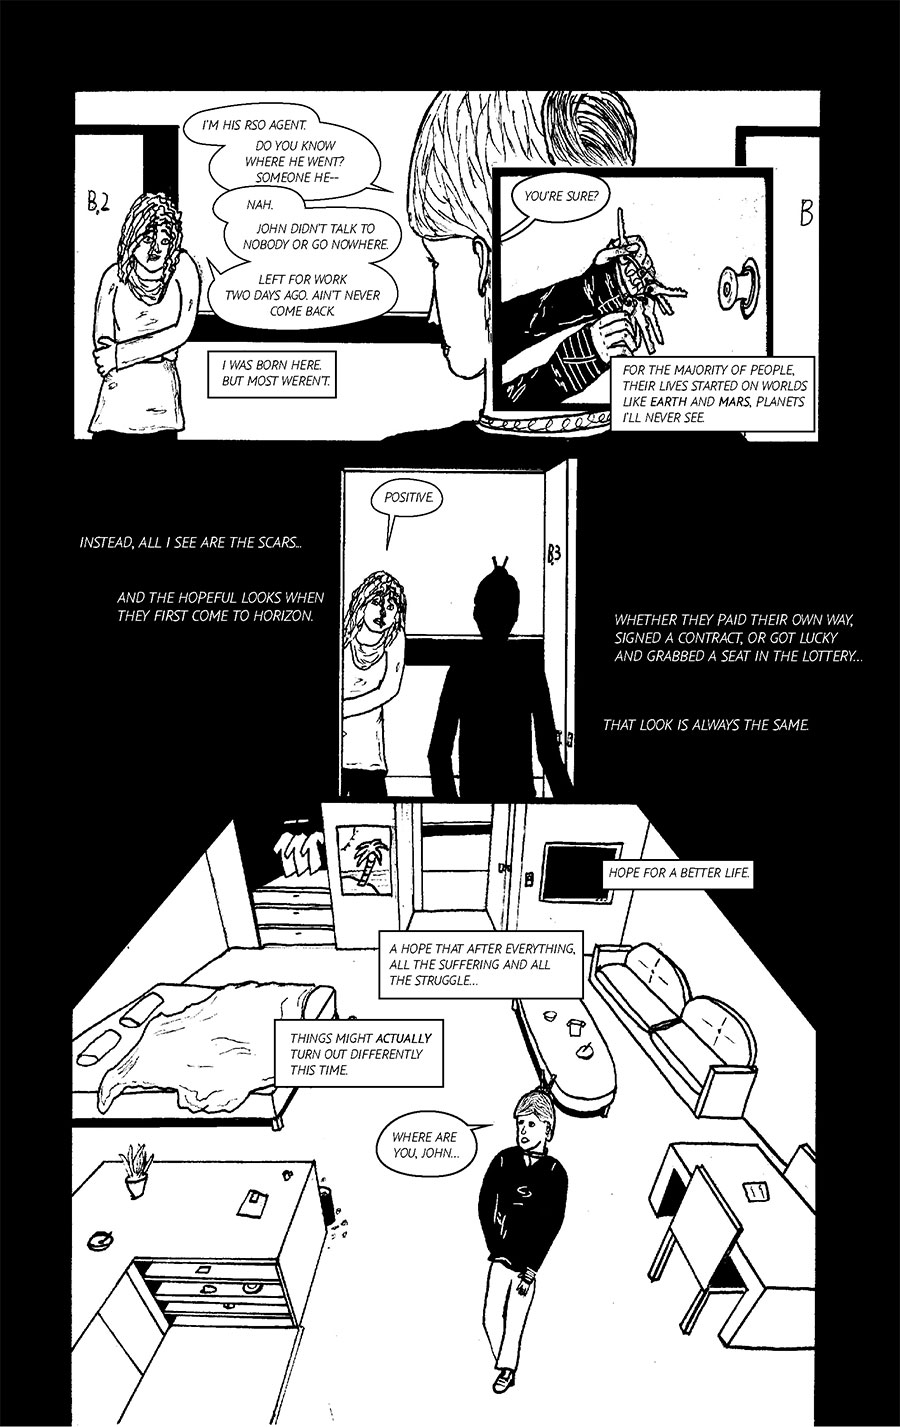 I'M HIS RSO AGENT.
DO YOU KNOW
WHERE HE WENT?
SOMEONE HE--
NAH.
JOHN DIDN'T TALK TO
NOBODY OR GO NOWHERE.
LEFT FOR WORK
TWO DAYS AGO. AIN'T NEVER
COME BACK.
B.2
I WAS BORN HERE.
BUT MOST WEREN'T.
YOU'RE SURE?
B
FOR THE MAJORITY OF PEOPLE,
THEIR LIVES STARTED ON WORLDS
LIKE EARTH AND MARS, PLANETS
I'LL NEVER SEE.
POSITIVE.
B.3
INSTEAD, ALL I SEE ARE THE SCARS...
AND THE HOPEFUL LOOKS WHEN
THEY FIRST COME TO HORIZON.
WHETHER THEY PAID THEIR OWN WAY,
SIGNED A CONTRACT, OR GOT LUCKY
AND GRABBED A SEAT IN THE LOTTERY...
THAT LOOK IS ALWAYS THE SAME.
HOPE FOR A BETTER LIFE.
A HOPE THAT AFTER EVERYTHING,
ALL THE SUFFERING AND ALL
THE STRUGGLE...
THINGS MIGHT ACTUALLY
TURN OUT DIFFERENTLY
THIS TIME.
WHERE ARE
YOU, JOHN...